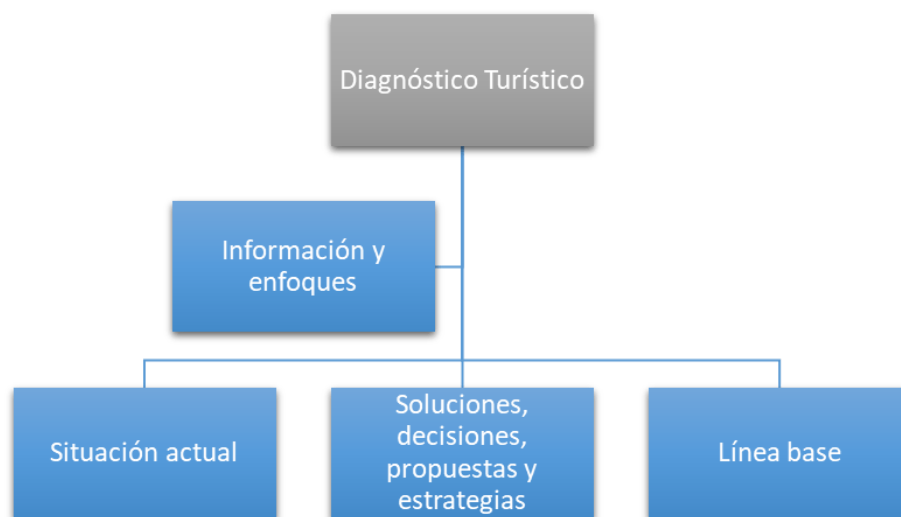 Diagnóstico Turístico
Información y
enfoques
Situación actual
Soluciones,
decisiones,
propuestas y
estrategias
Línea base